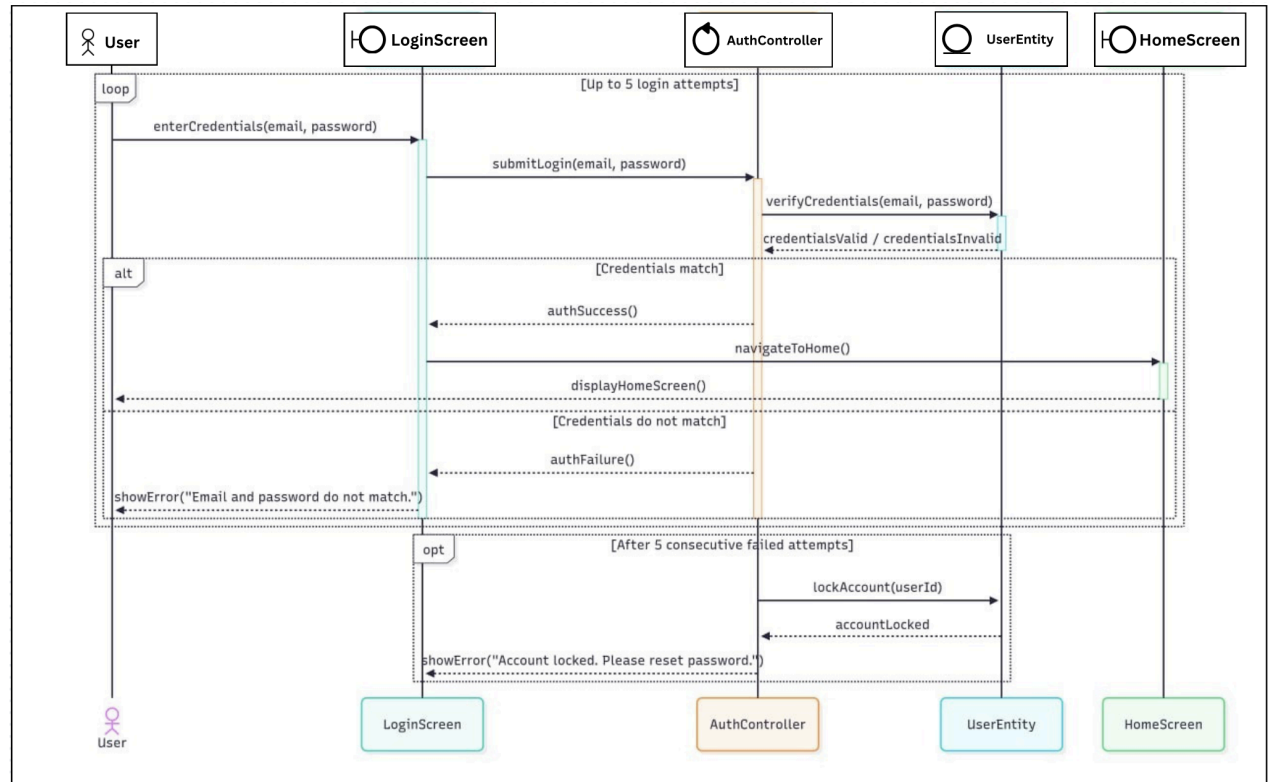 User
LoginScreen
AuthController
UserEntity
HomeScreen
loop
[Up to 5 login attempts]
enterCredentials(email, password)
submitLogin(email, password)
verifyCredentials(email, password)
credentialsValid / credentialsInvalid
alt
[Credentials match]
authSuccess()
navigateToHome()
displayHomeScreen()
[Credentials do not match]
authFailure()
showError("Email and password do not match.")
opt
[After 5 consecutive failed attempts]
lockAccount(userId)
accountLocked
showError("Account locked. Please reset password.")
User
LoginScreen
AuthController
UserEntity
HomeScreen